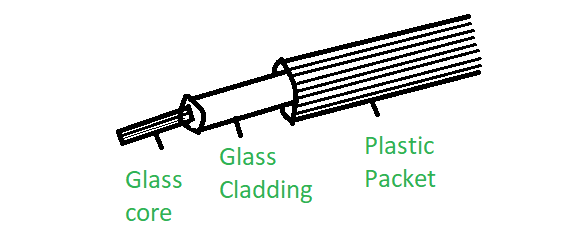 Glass
core
Glass
Cladding
Plastic
Packet